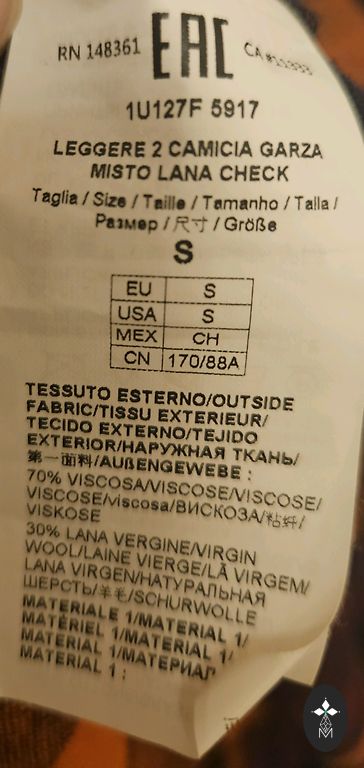 RN 148361 EAC
1U127F 5917
LEGGERE 2 CAMICIA GARZA
MISTO LANA CHECK
Taglia / Size / Taille / Tamanho / Talla /
Размер / 尺寸 / Größe
S
EU S
USA S
MEX CH
CN 170/88A
TESSUTO ESTERNO/OUTSIDE
FABRIC/TISSU EXTERIEUR/
TECIDO EXTERNO/TEJIDO
EXTERIOR/НАРУЖНАЯ ТКАНЬ/
第一面料/AUßENGEWEBE :
70% VISCOSA/VISCOSE/VISCOSE/
VISCOSE/viscosa/ВИСКОЗА/粘纤/
VISKOSE
30% LANA VERGINE/VIRGIN
WOOL/LAINE VIERGE/LÃ VIRGEM/
LANA VIRGEN/НАТУРАЛЬНАЯ
ШЕРСТЬ/羊毛/SCHURWOLLE
MATERIALE 1/MATERIAL 1/
MATÉRIEL 1/MATERIAL 1/
MATERIAL 1/МАТЕРИАЛ
MATERIAL 1 :
M